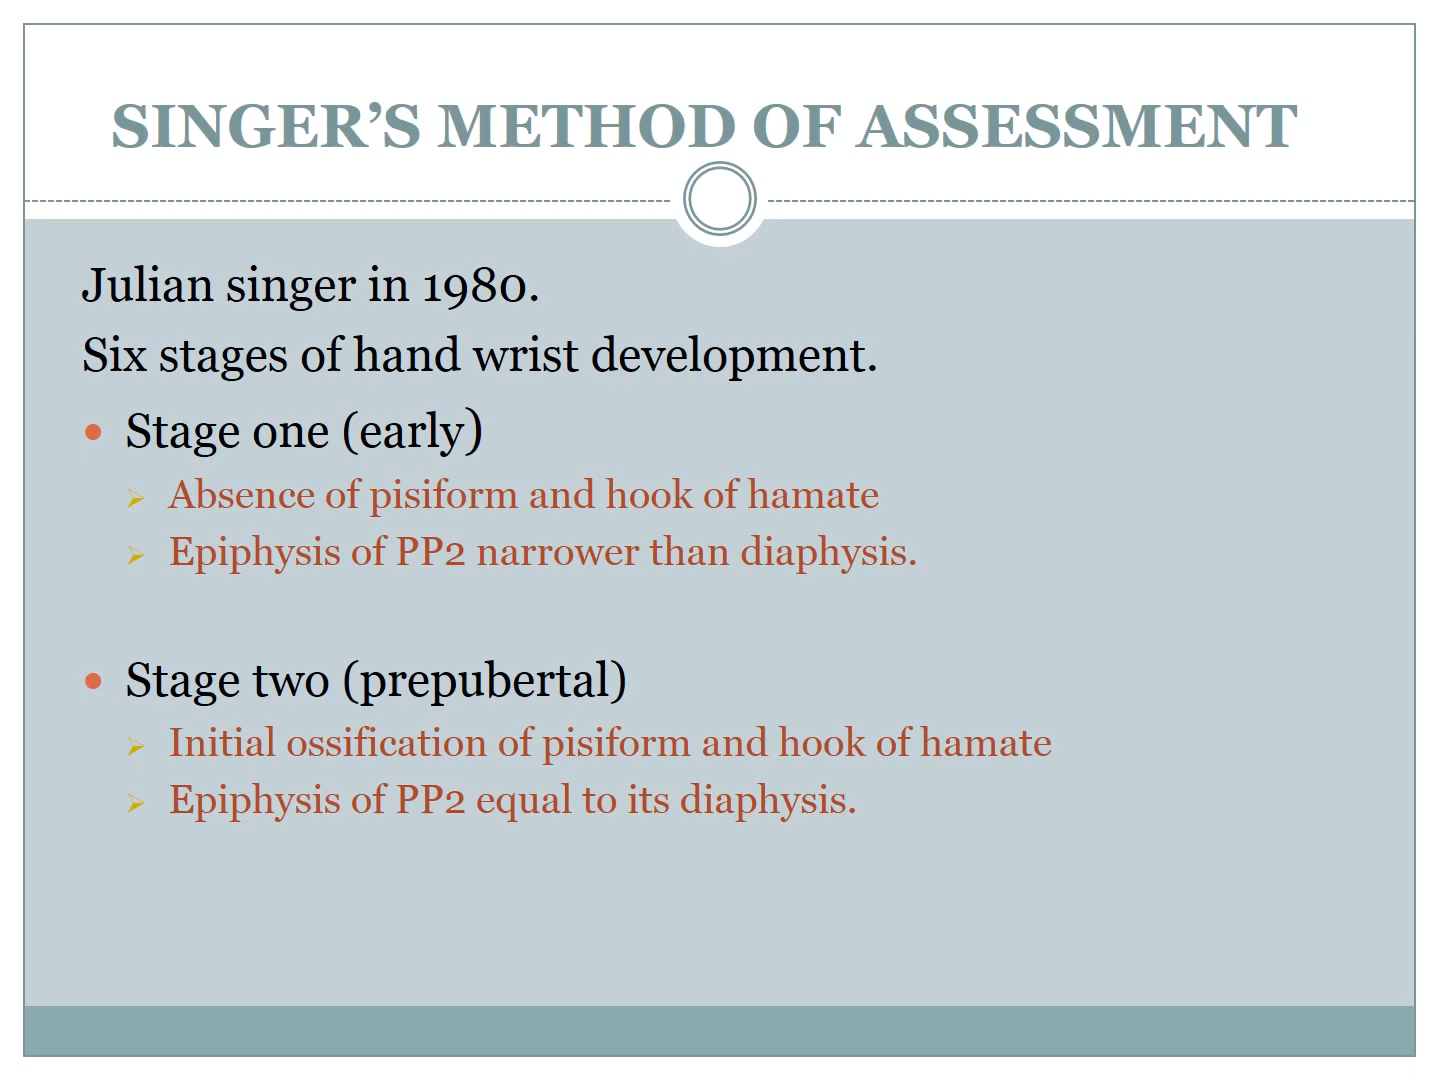 SINGER’S METHOD OF ASSESSMENT
Julian singer in 1980.
Six stages of hand wrist development.
• Stage one (early)
➢ Absence of pisiform and hook of hamate
➢ Epiphysis of PP2 narrower than diaphysis.
• Stage two (prepubertal)
➢ Initial ossification of pisiform and hook of hamate
➢ Epiphysis of PP2 equal to its diaphysis.